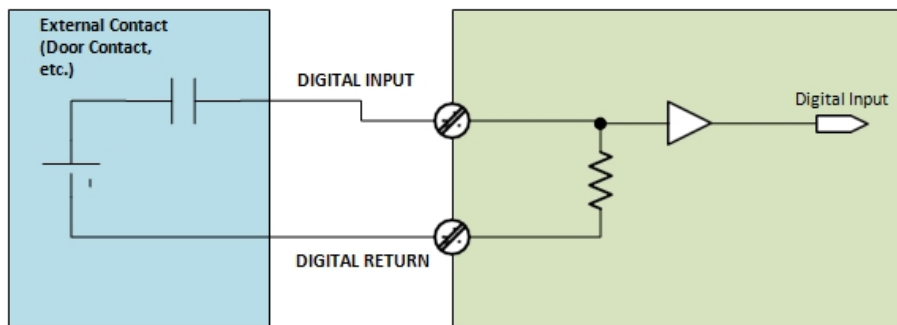 External Contact
(Door Contact,
etc.)
DIGITAL INPUT
Digital Input
DIGITAL RETURN